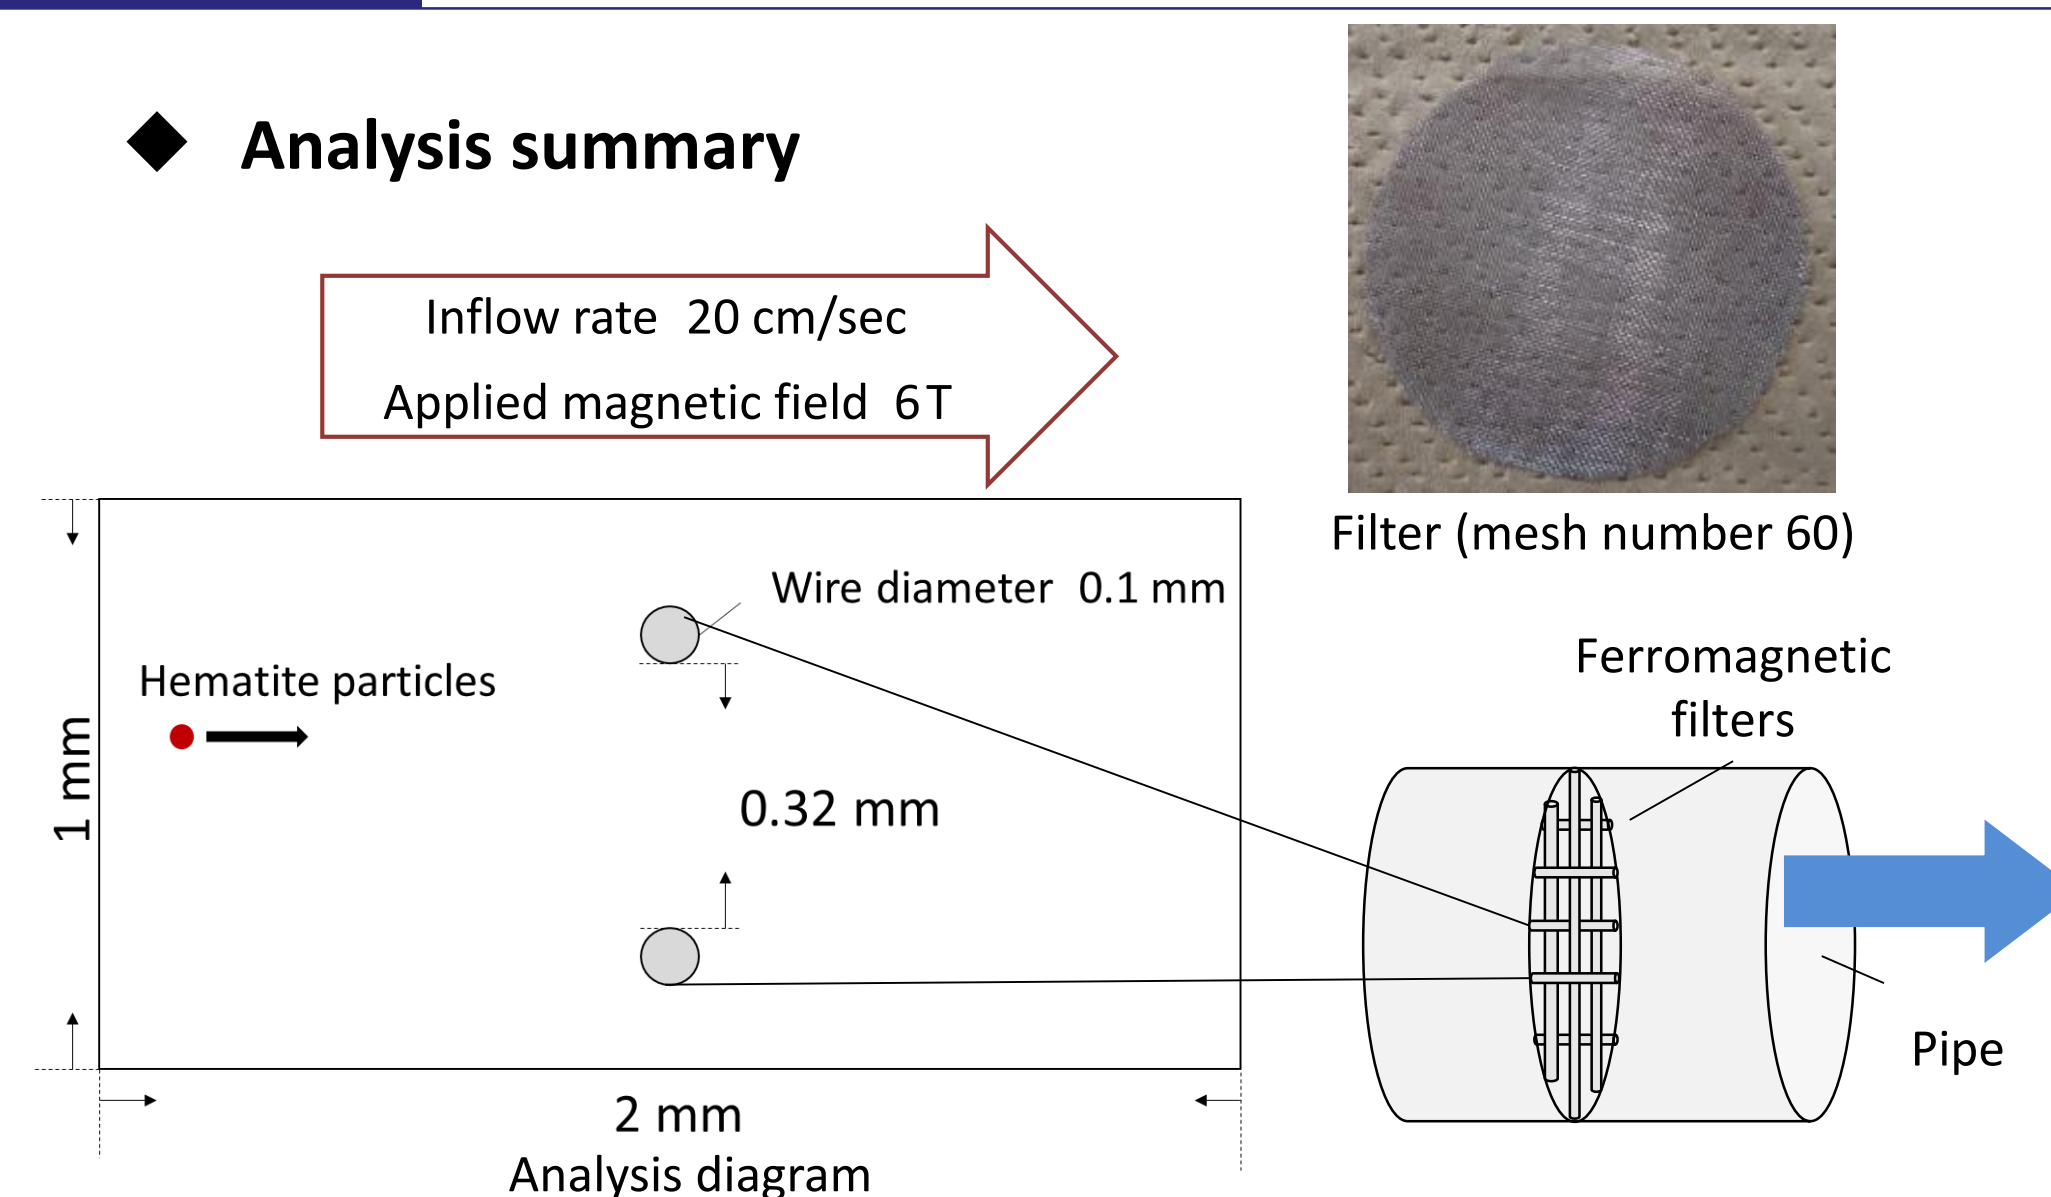 Analysis summary
Inflow rate 20 cm/sec
Applied magnetic field 6 T
Filter (mesh number 60)
Wire diameter 0.1 mm
Hematite particles
Ferromagnetic
filters
1 mm
0.32 mm
Pipe
2 mm
Analysis diagram